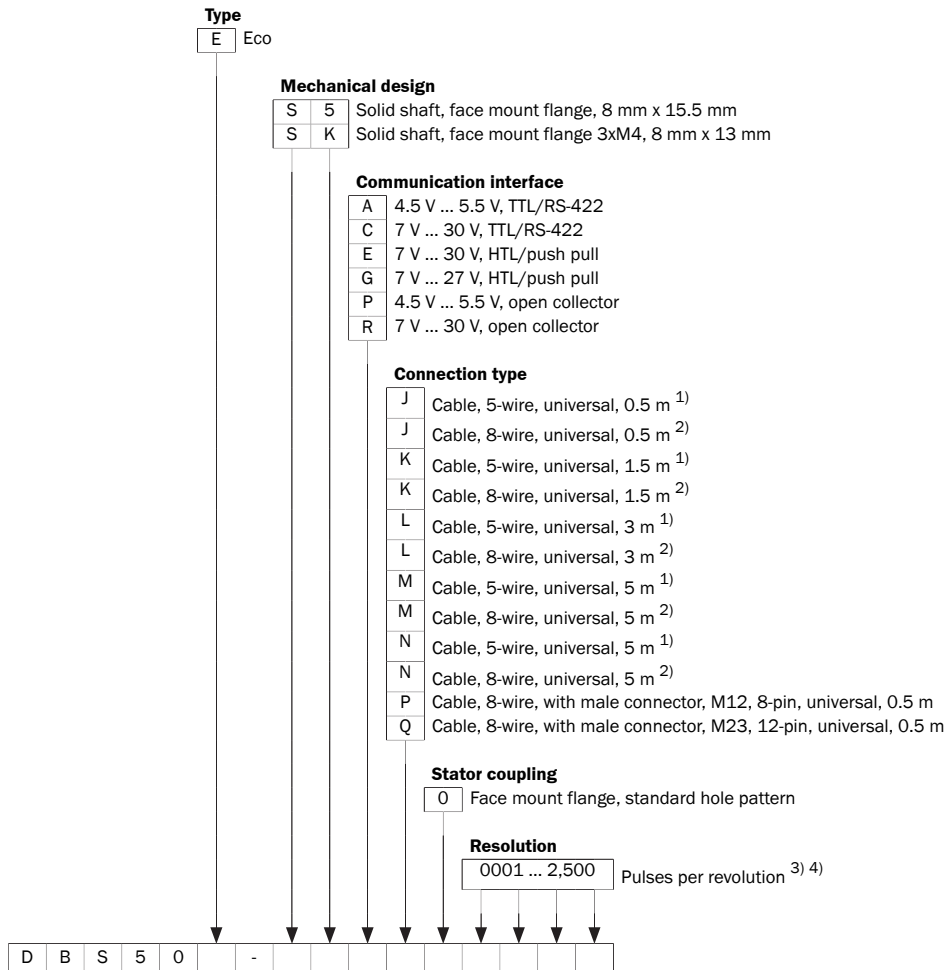 Type
E Eco
Mechanical design
S 5 Solid shaft, face mount flange, 8 mm x 15.5 mm
S K Solid shaft, face mount flange 3xM4, 8 mm x 13 mm
Communication interface
A 4.5 V ... 5.5 V, TTL/RS-422
C 7 V ... 30 V, TTL/RS-422
E 7 V ... 30 V, HTL/push pull
G 7 V ... 27 V, HTL/push pull
P 4.5 V ... 5.5 V, open collector
R 7 V ... 30 V, open collector
Connection type
J Cable, 5-wire, universal, 0.5 m 1)
J Cable, 8-wire, universal, 0.5 m 2)
K Cable, 5-wire, universal, 1.5 m 1)
K Cable, 8-wire, universal, 1.5 m 2)
L Cable, 5-wire, universal, 3 m 1)
L Cable, 8-wire, universal, 3 m 2)
M Cable, 5-wire, universal, 5 m 1)
M Cable, 8-wire, universal, 5 m 2)
N Cable, 5-wire, universal, 5 m 1)
N Cable, 8-wire, universal, 5 m 2)
P Cable, 8-wire, with male connector, M12, 8-pin, universal, 0.5 m
Q Cable, 8-wire, with male connector, M23, 12-pin, universal, 0.5 m
Stator coupling
0 Face mount flange, standard hole pattern
Resolution
0001 ... 2,500 Pulses per revolution 3) 4)
D B S 5 0 -